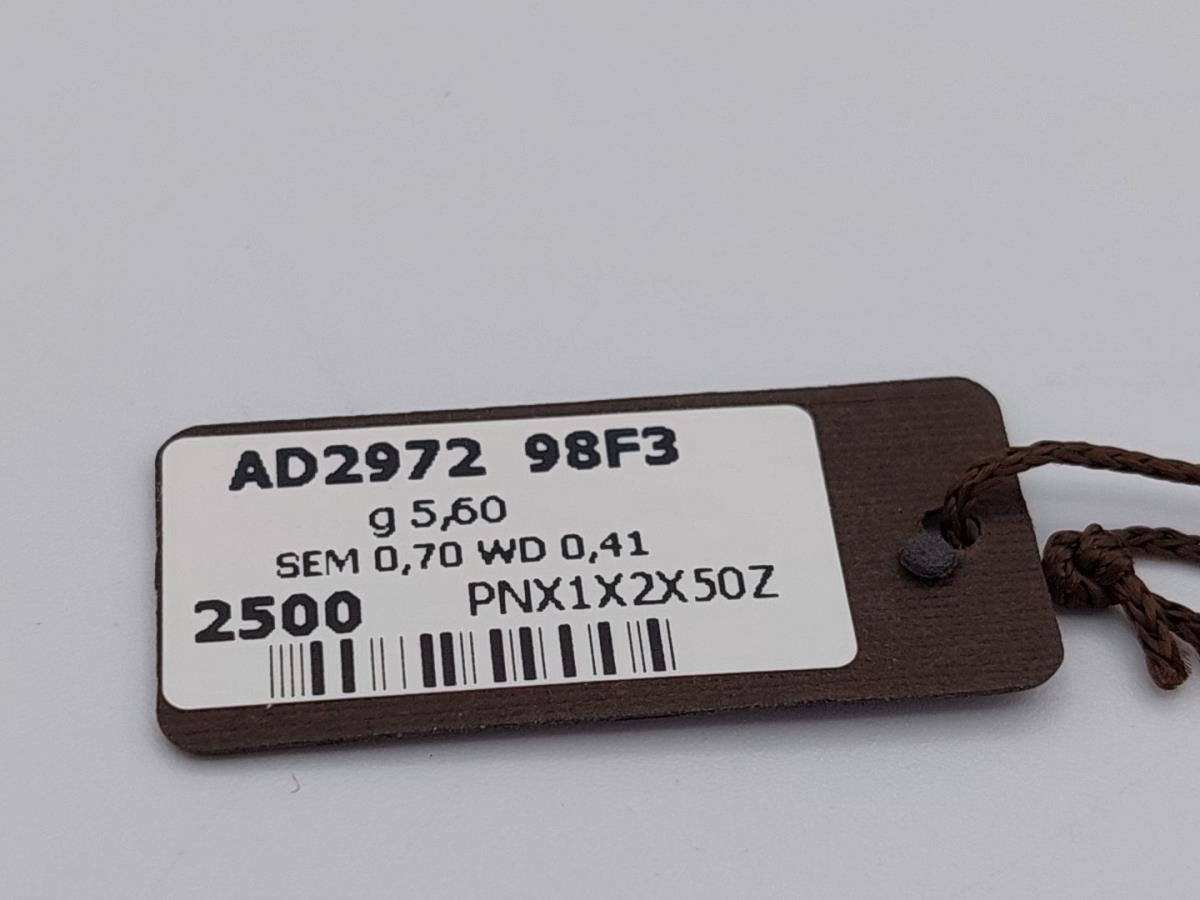 AD2972 98F3
g 5,60
SEM 0,70 WD 0,41
2500 PNX1X2X50Z